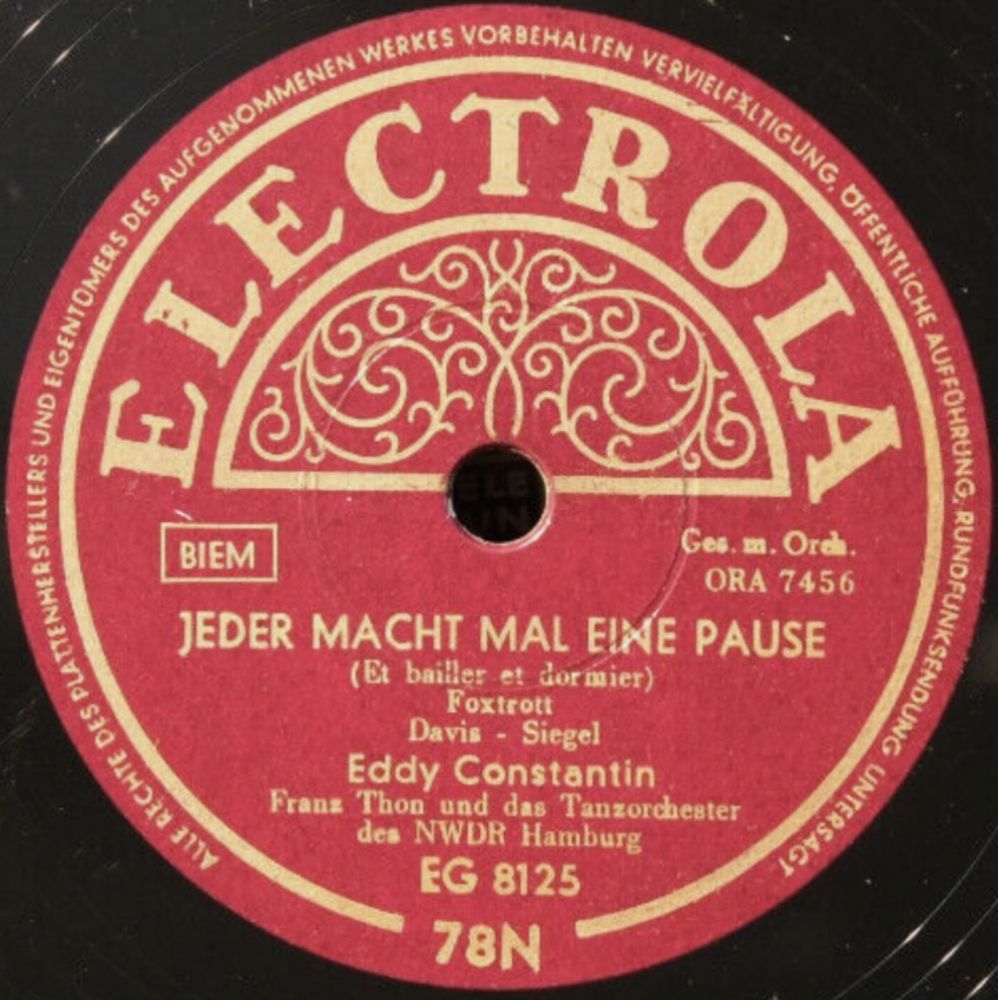 ALLE RECHTE DES PLATTENHERSTELLERS UND EIGENTÜMERS DES AUFGENOMMENEN WERKES VORBEHALTEN VERVIELFÄLTIGUNG, ÖFFENTLICHE AUFFÜHRUNG, RUNDFUNKSENDUNG UNTERSAGT
ELECTROLA
BIEM
Ges. m. Orch.
ORA 7456
JEDER MACHT MAL EINE PAUSE
(Et bailler et dormier)
Foxtrott
Davis - Siegel
Eddy Constantin
Franz Thon und das Tanzorchester
des NWDR Hamburg
EG 8125
78N